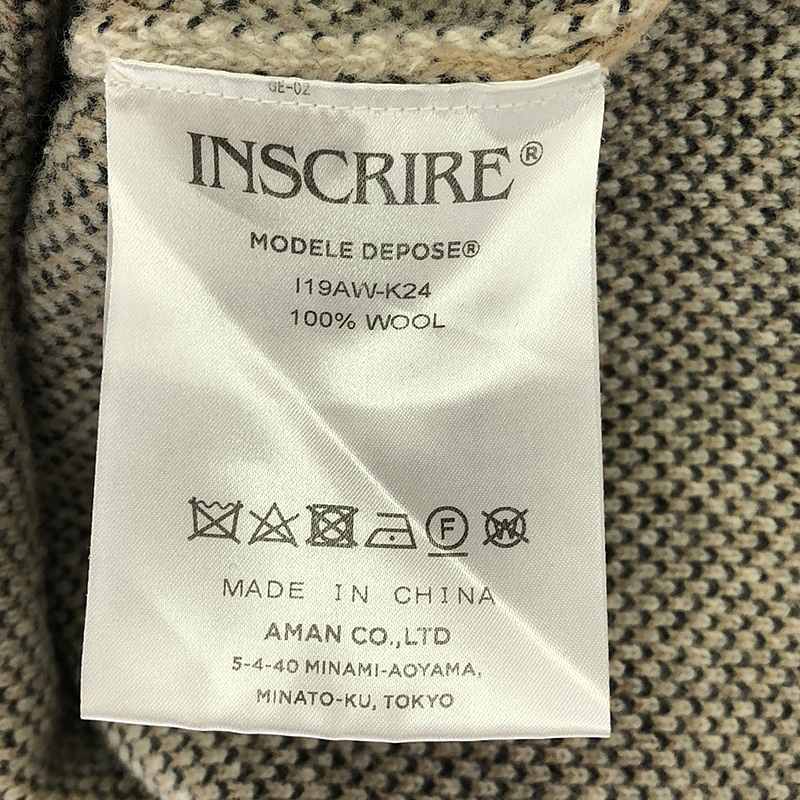 GE-02
INSCRIRE®
MODELE DEPOSE®
I19AW-K24
100% WOOL
F W
MADE IN CHINA
AMAN CO.,LTD
5-4-40 MINAMI-AOYAMA,
MINATO-KU, TOKYO